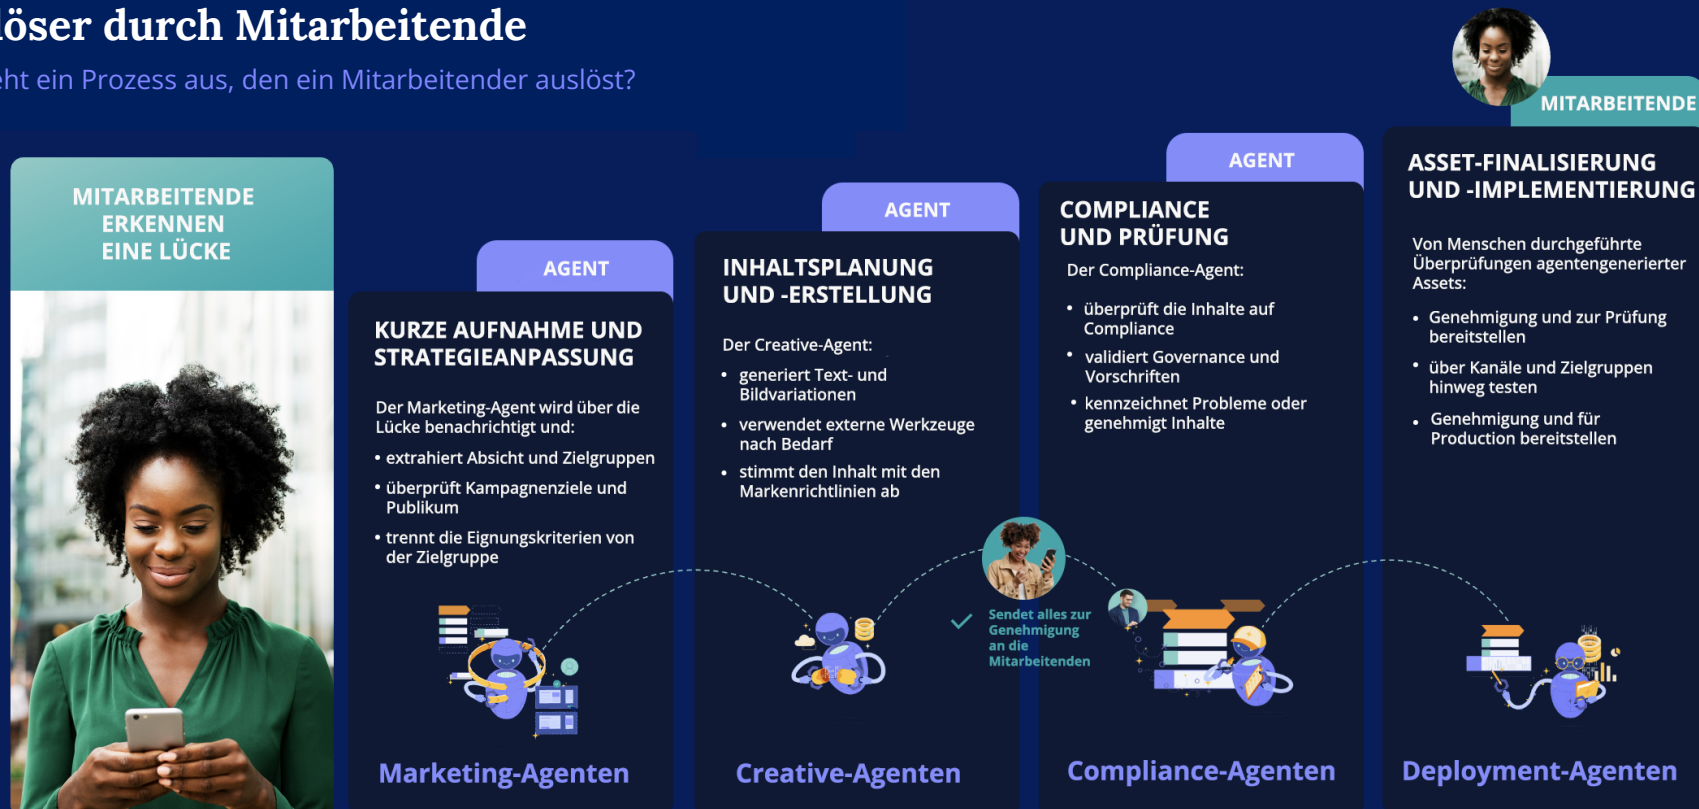 löser durch Mitarbeitende
eht ein Prozess aus, den ein Mitarbeitender auslöst?
MITARBEITENDE
ERKENNEN
EINE LÜCKE
AGENT
KURZE AUFNAHME UND
STRATEGIEANPASSUNG
Der Marketing-Agent wird über die
Lücke benachrichtigt und:
• extrahiert Absicht und Zielgruppen
• überprüft Kampagnenziele und
Publikum
• trennt die Eignungskriterien von
der Zielgruppe
Marketing-Agenten
AGENT
INHALTSPLANUNG
UND -ERSTELLUNG
Der Creative-Agent:
• generiert Text- und
Bildvariationen
• verwendet externe Werkzeuge
nach Bedarf
• stimmt den Inhalt mit den
Markenrichtlinien ab
Sendet alles zur
Genehmigung
an die
Mitarbeitenden
Creative-Agenten
AGENT
COMPLIANCE
UND PRÜFUNG
Der Compliance-Agent:
• überprüft die Inhalte auf
Compliance
• validiert Governance und
Vorschriften
• kennzeichnet Probleme oder
genehmigt Inhalte
Compliance-Agenten
MITARBEITENDE
ASSET-FINALISIERUNG
UND -IMPLEMENTIERUNG
Von Menschen durchgeführte
Überprüfungen agentengenerierter
Assets:
• Genehmigung und zur Prüfung
bereitstellen
• über Kanäle und Zielgruppen
hinweg testen
• Genehmigung und für
Production bereitstellen
Deployment-Agenten